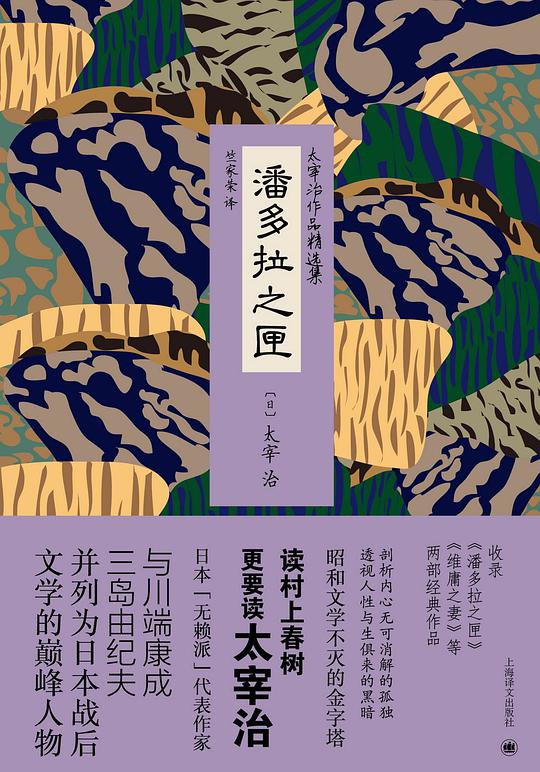 太宰治作品精选集
潘多拉之匣
竺家荣 译
〔日〕太宰治
收录
《潘多拉之匣》
《维庸之妻》等
两部经典作品
剖析内心无可消解的孤独
透视人性与生俱来的黑暗
昭和文学不灭的金字塔
读村上春树
更要读太宰治
日本「无赖派」代表作家
与川端康成
三岛由纪夫
并列为日本战后
文学的巅峰人物
上海译文出版社